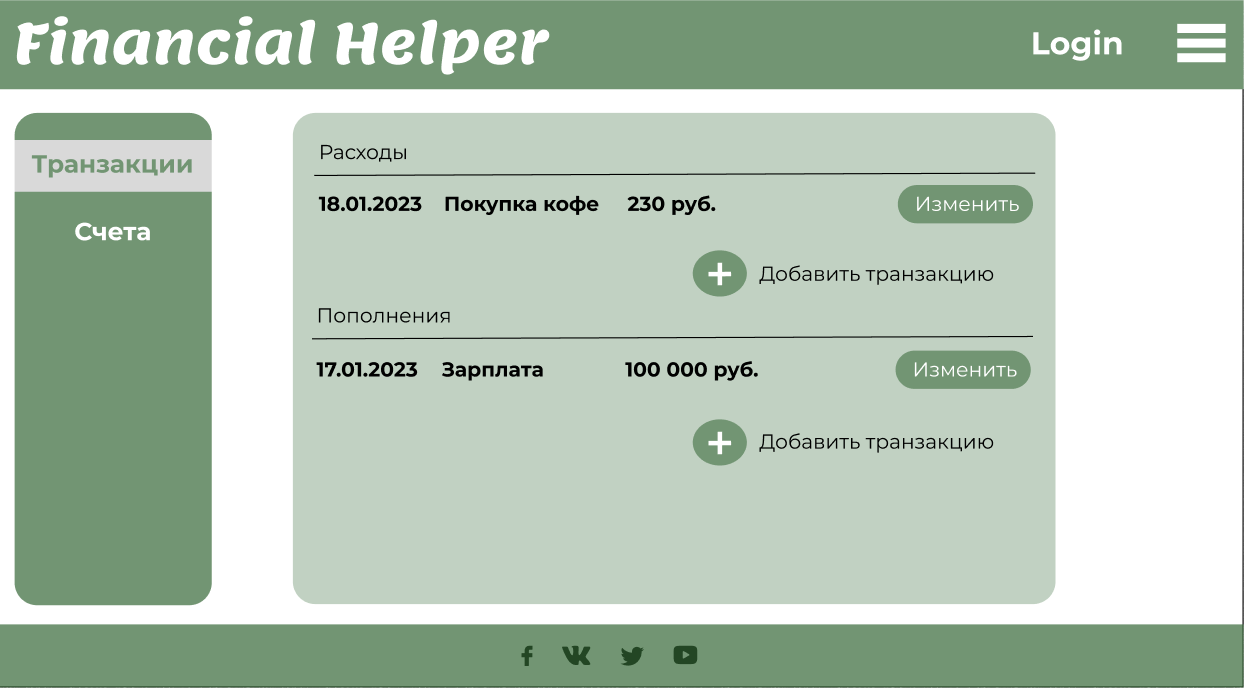 Financial Helper
Login
Транзакции
Счета
Расходы
18.01.2023 Покупка кофе 230 руб. Изменить
Добавить транзакцию
Пополнения
17.01.2023 Зарплата 100 000 руб. Изменить
Добавить транзакцию